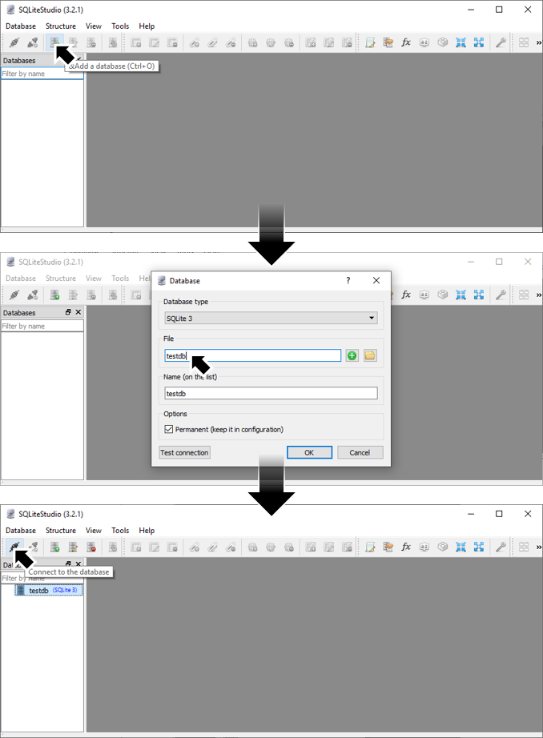 SQLiteStudio (3.2.1)
Database Structure View Tools Help
&Add a database (Ctrl+O)
Databases
Filter by name
SQLiteStudio (3.2.1)
Database Structure View Tools Hel
Databases
Filter by name
Database
Database type
SQLite 3
File
testdb
Name (on the list)
testdb
Options
Permanent (keep it in configuration)
Test connection OK Cancel
SQLiteStudio (3.2.1)
Database Structure View Tools Help
Connect to the database
Filter by name
testdb (SQLite 3)